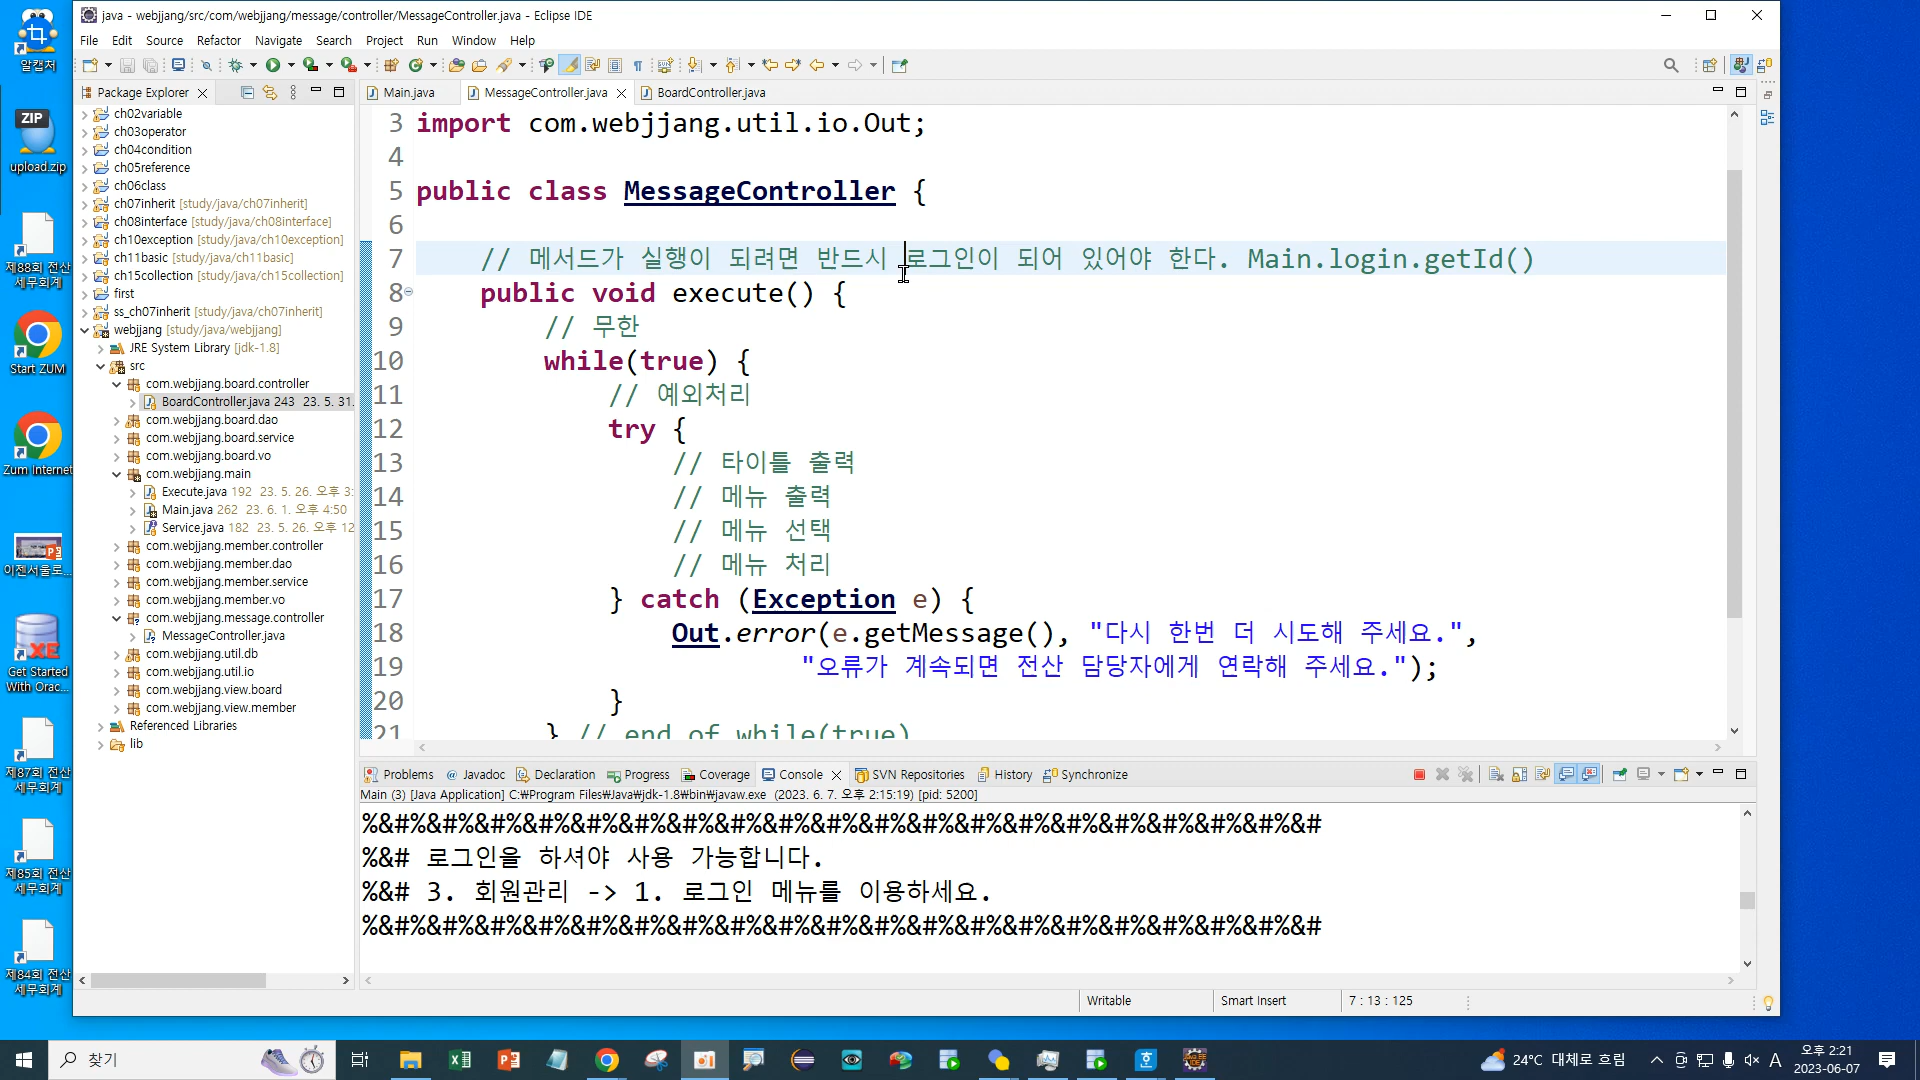 java - webjjang/src/com/webjjang/message/controller/MessageController.java - Eclipse IDE
File Edit Source Refactor Navigate Search Project Run Window Help
Package Explorer
Main.java
MessageController.java
BoardController.java
ch02variable
ch03operator
ch04condition
ch05reference
ch06class
ch07inherit [study/java/ch07inherit]
ch08interface [study/java/ch08interface]
ch10exception [study/java/ch10exception]
ch11basic [study/java/ch11basic]
ch15collection [study/java/ch15collection]
first
ss_ch07inherit [study/java/ch07inherit]
webjjang [study/java/webjjang]
JRE System Library [jdk-1.8]
src
com.webjjang.board.controller
BoardController.java 243 23. 5. 31.
com.webjjang.board.dao
com.webjjang.board.service
com.webjjang.board.vo
com.webjjang.main
Execute.java 192 23. 5. 26. 오후 3:
Main.java 262 23. 6. 1. 오후 4:50
Service.java 182 23. 5. 26. 오후 12
com.webjjang.member.controller
com.webjjang.member.dao
com.webjjang.member.service
com.webjjang.member.vo
com.webjjang.message.controller
MessageController.java
com.webjjang.util.db
com.webjjang.util.io
com.webjjang.view.board
com.webjjang.view.member
Referenced Libraries
lib
3 import com.webjjang.util.io.Out;
4
5 public class MessageController {
6
7 // 메서드가 실행이 되려면 반드시 로그인이 되어 있어야 한다. Main.login.getId()
8 public void execute() {
9 // 무한
10 while(true) {
11 // 예외처리
12 try {
13 // 타이틀 출력
14 // 메뉴 출력
15 // 메뉴 선택
16 // 메뉴 처리
17 } catch (Exception e) {
18 Out.error(e.getMessage(), "다시 한번 더 시도해 주세요.",
19 "오류가 계속되면 전산 담당자에게 연락해 주세요.");
20 }
21 } // end of while(true)
Problems @ Javadoc Declaration Progress Coverage Console SVN Repositories History Synchronize
Main (3) [Java Application] C:₩Program Files₩Java₩jdk-1.8₩bin₩javaw.exe (2023. 6. 7. 오후 2:15:19) [pid: 5200]
%&#%&#%&#%&#%&#%&#%&#%&#%&#%&#%&#%&#%&#%&#%&#%&#%&#%&#%&#%&#
%&# 로그인을 하셔야 사용 가능합니다.
%&# 3. 회원관리 -> 1. 로그인 메뉴를 이용하세요.
%&#%&#%&#%&#%&#%&#%&#%&#%&#%&#%&#%&#%&#%&#%&#%&#%&#%&#%&#%&#
Writable
Smart Insert
7 : 13 : 125
알캡처
ZIP
upload.zip
제88회 전산
세무회계
Start ZUM
Zum Internet
이젠서울로...
XE
Get Started
With Orac...
제87회 전산
세무회계
제85회 전산
세무회계
제84회 전산
세무회계
찾기
24°C 대체로 흐림
A
오후 2:21
2023-06-07